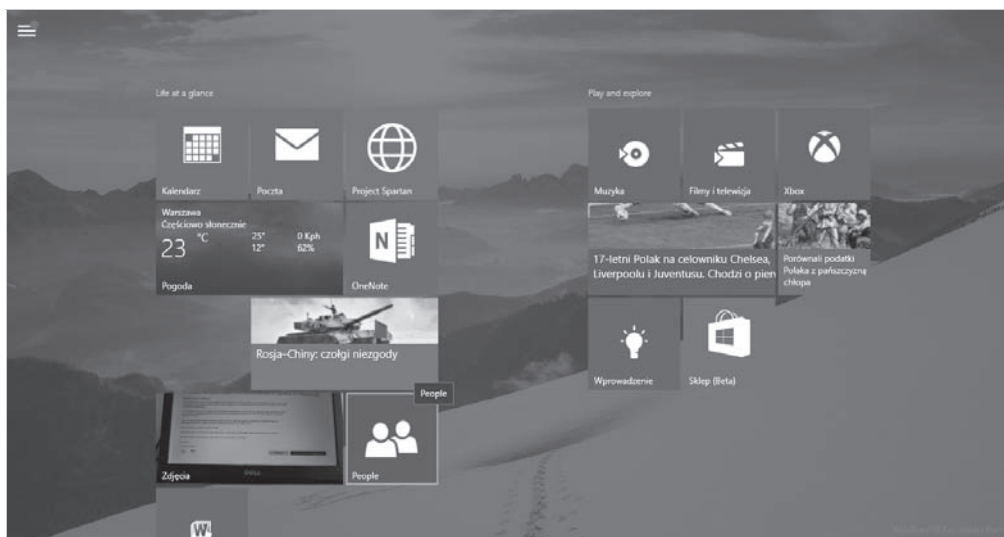 Life at a glance
Play and explore
Kalendarz
Poczta
Project Spartan
Muzyka
Filmy i telewizja
Xbox
Warszawa
Częściowo słonecznie
23 °C
25°
0 Kph
12°
62%
Pogoda
N
OneNote
17-letni Polak na celowniku Chelsea,
Liverpoolu i Juventusu. Chodzi o pien
Porównali podatki
Polaka z pańszczyzną
chłopa
Rosja–Chiny: czołgi niezgody
Wprowadzenie
Sklep (Beta)
People
Zdjęcia
DELL
People
W